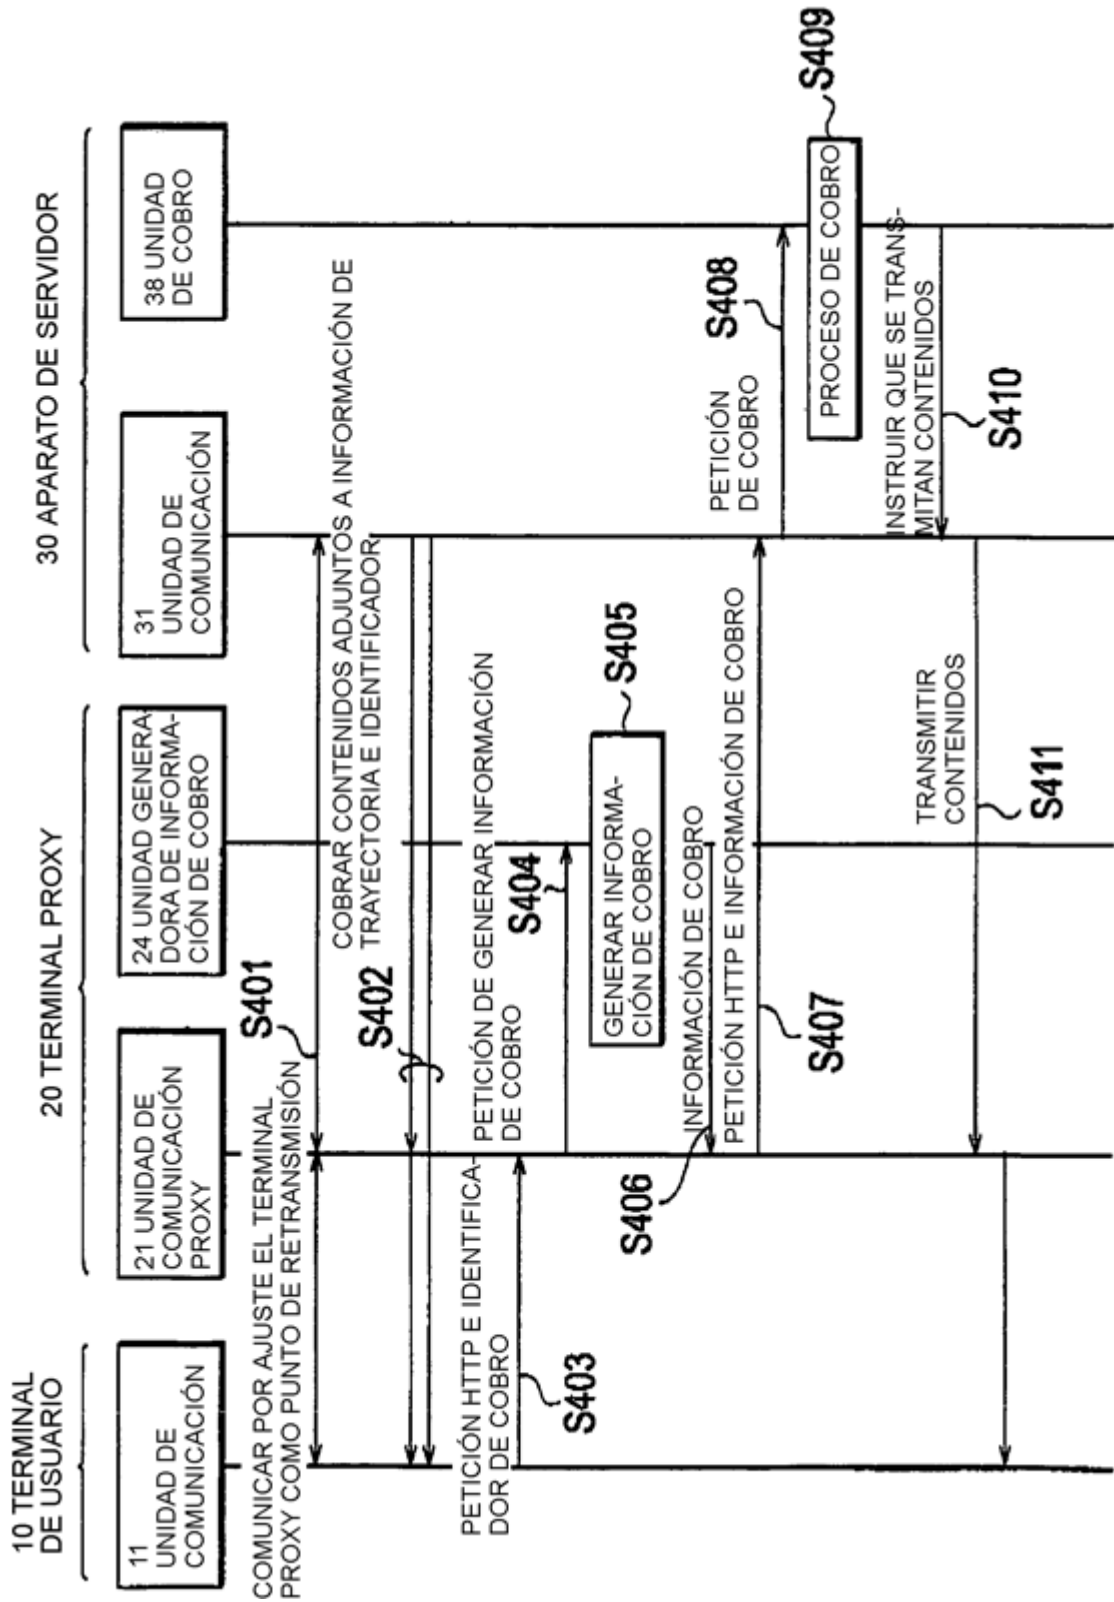 10 TERMINAL
DE USUARIO
20 TERMINAL PROXY
30 APARATO DE SERVIDOR
11
UNIDAD DE
COMUNICACIÓN
21 UNIDAD DE
COMUNICACIÓN
PROXY
24 UNIDAD GENERA-
DORA DE INFORMA-
CIÓN DE COBRO
31
UNIDAD DE
COMUNICACIÓN
38 UNIDAD
DE COBRO
COMUNICAR POR AJUSTE EL TERMINAL
PROXY COMO PUNTO DE RETRANSMISIÓN
S401
COBRAR CONTENIDOS ADJUNTOS A INFORMACIÓN DE
TRAYECTORIA E IDENTIFICADOR
S402
PETICIÓN HTTP E IDENTIFICA-
DOR DE COBRO
S403
PETICIÓN DE GENERAR INFORMACIÓN
DE COBRO
S404
GENERAR INFORMA-
CIÓN DE COBRO
S405
INFORMACIÓN DE COBRO
S406
PETICIÓN HTTP E INFORMACIÓN DE COBRO
S407
PETICIÓN
DE COBRO
S408
PROCESO DE COBRO
S409
INSTRUIR QUE SE TRANS-
MITAN CONTENIDOS
S410
TRANSMITIR
CONTENIDOS
S411